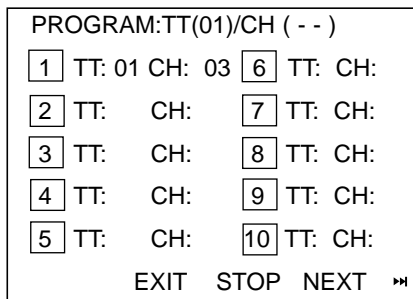 PROGRAM:TT(01)/CH ( - - )
1 TT: 01 CH: 03 6 TT: CH:
2 TT: CH: 7 TT: CH:
3 TT: CH: 8 TT: CH:
4 TT: CH: 9 TT: CH:
5 TT: CH: 10 TT: CH:
EXIT STOP NEXT ⏭